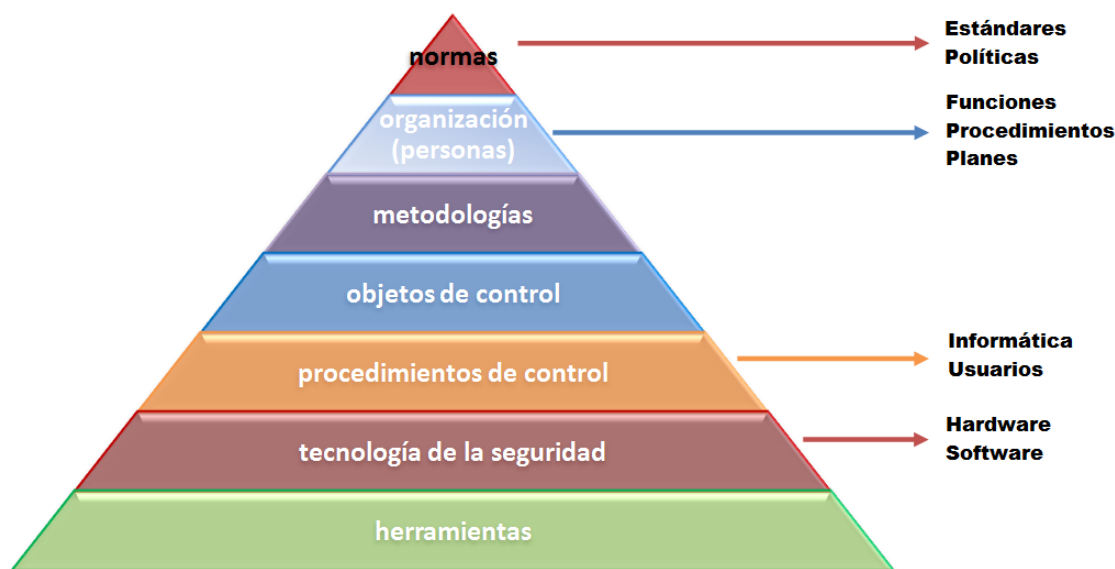 normas
Estándares
Políticas
organización
(personas)
Funciones
Procedimientos
Planes
metodologías
objetos de control
procedimientos de control
Informática
Usuarios
tecnología de la seguridad
Hardware
Software
herramientas